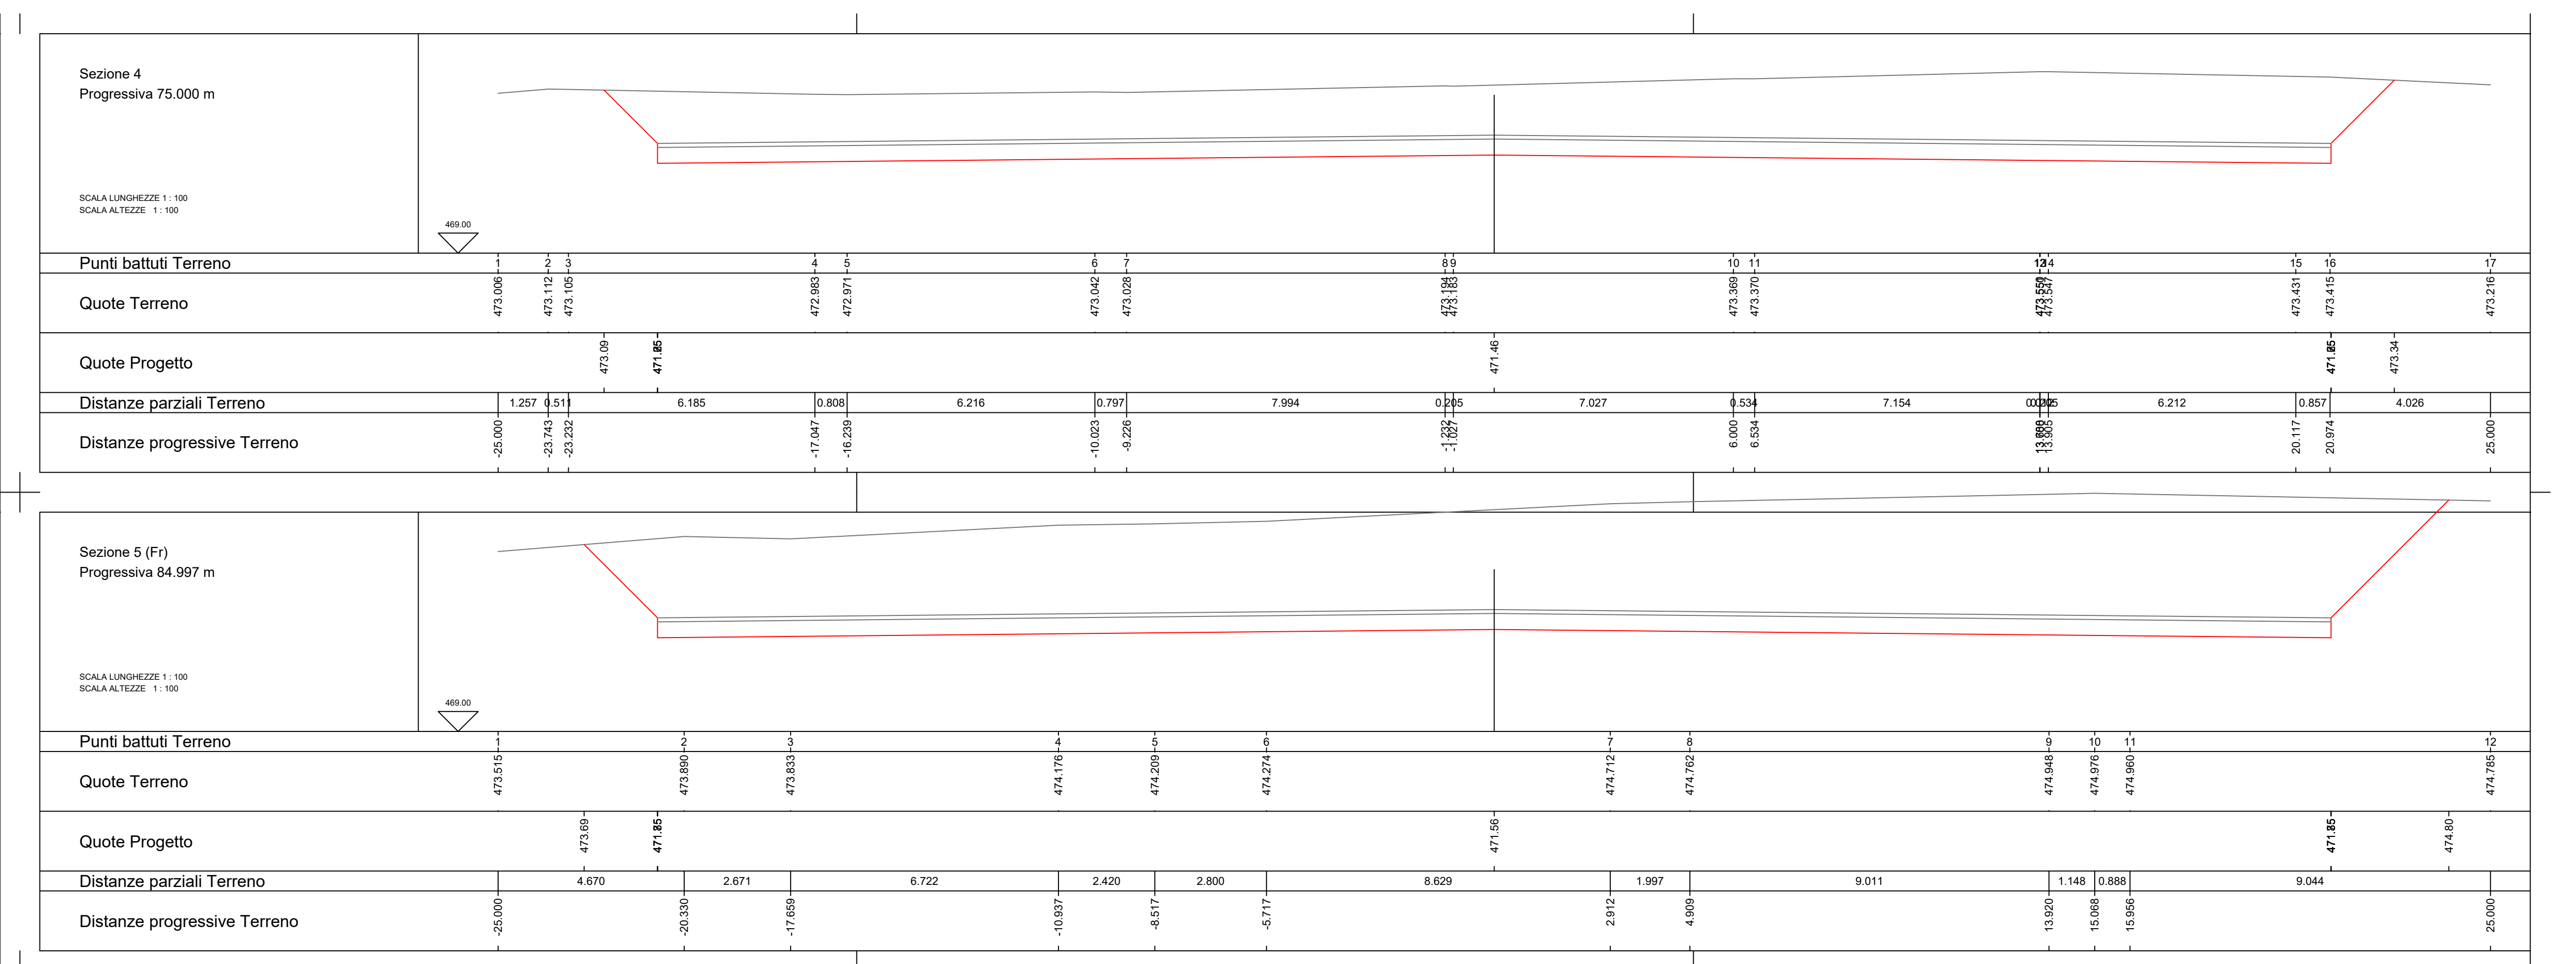 Sezione 4
Progressiva 75.000 m
SCALA LUNGHEZZE 1 : 100
SCALA ALTEZZE 1 : 100
469.00
Punti battuti Terreno 1 2 3 4 5 6 7 8 9 10 11 14 15 16 17
Quote Terreno 473.006 473.112 473.105 472.983 472.971 473.042 473.028 473.194 473.183 473.369 473.370 473.550 473.547 473.431 473.415 473.216
Quote Progetto 473.09 471.46 473.34
Distanze parziali Terreno 1.257 0.511 6.185 0.808 6.216 0.797 7.994 0.205 7.027 0.534 7.154 6.212 0.857 4.026
Distanze progressive Terreno -25.000 -23.743 -23.232 -17.047 -16.239 -10.023 -9.226 -1.232 -1.027 6.000 6.534 13.905 20.117 20.974 25.000
Sezione 5 (Fr)
Progressiva 84.997 m
SCALA LUNGHEZZE 1 : 100
SCALA ALTEZZE 1 : 100
469.00
Punti battuti Terreno 1 2 3 4 5 6 7 8 9 10 11 12
Quote Terreno 473.515 473.890 473.833 474.176 474.209 474.274 474.712 474.762 474.948 474.976 474.960 474.785
Quote Progetto 473.69 471.56 474.80
Distanze parziali Terreno 4.670 2.671 6.722 2.420 2.800 8.629 1.997 9.011 1.148 0.888 9.044
Distanze progressive Terreno -25.000 -20.330 -17.659 -10.937 -8.517 -5.717 2.912 4.909 13.920 15.068 15.956 25.000